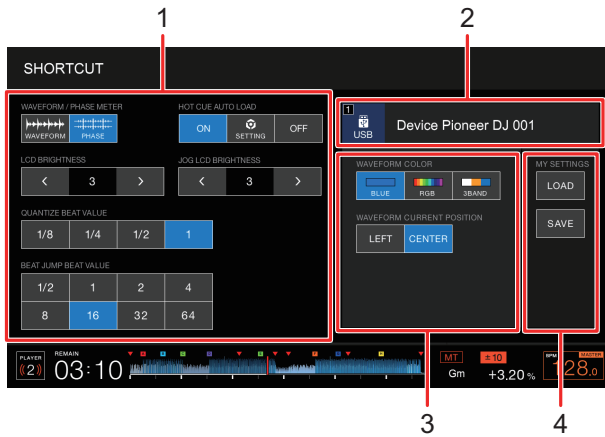 1
2
SHORTCUT
WAVEFORM / PHASE METER
HOT CUE AUTO LOAD
WAVEFORM
PHASE
ON
SETTING
OFF
1
USB
Device Pioneer DJ 001
LCD BRIGHTNESS
JOG LCD BRIGHTNESS
< 3 >
< 3 >
WAVEFORM COLOR
BLUE
RGB
3BAND
MY SETTINGS
LOAD
SAVE
QUANTIZE BEAT VALUE
1/8 1/4 1/2 1
WAVEFORM CURRENT POSITION
LEFT CENTER
BEAT JUMP BEAT VALUE
1/2 1 2 4
8 16 32 64
PLAYER
2
REMAIN
03:10
MT
±10
Gm
+3.20 %
BPM
MASTER
128.0
3
4